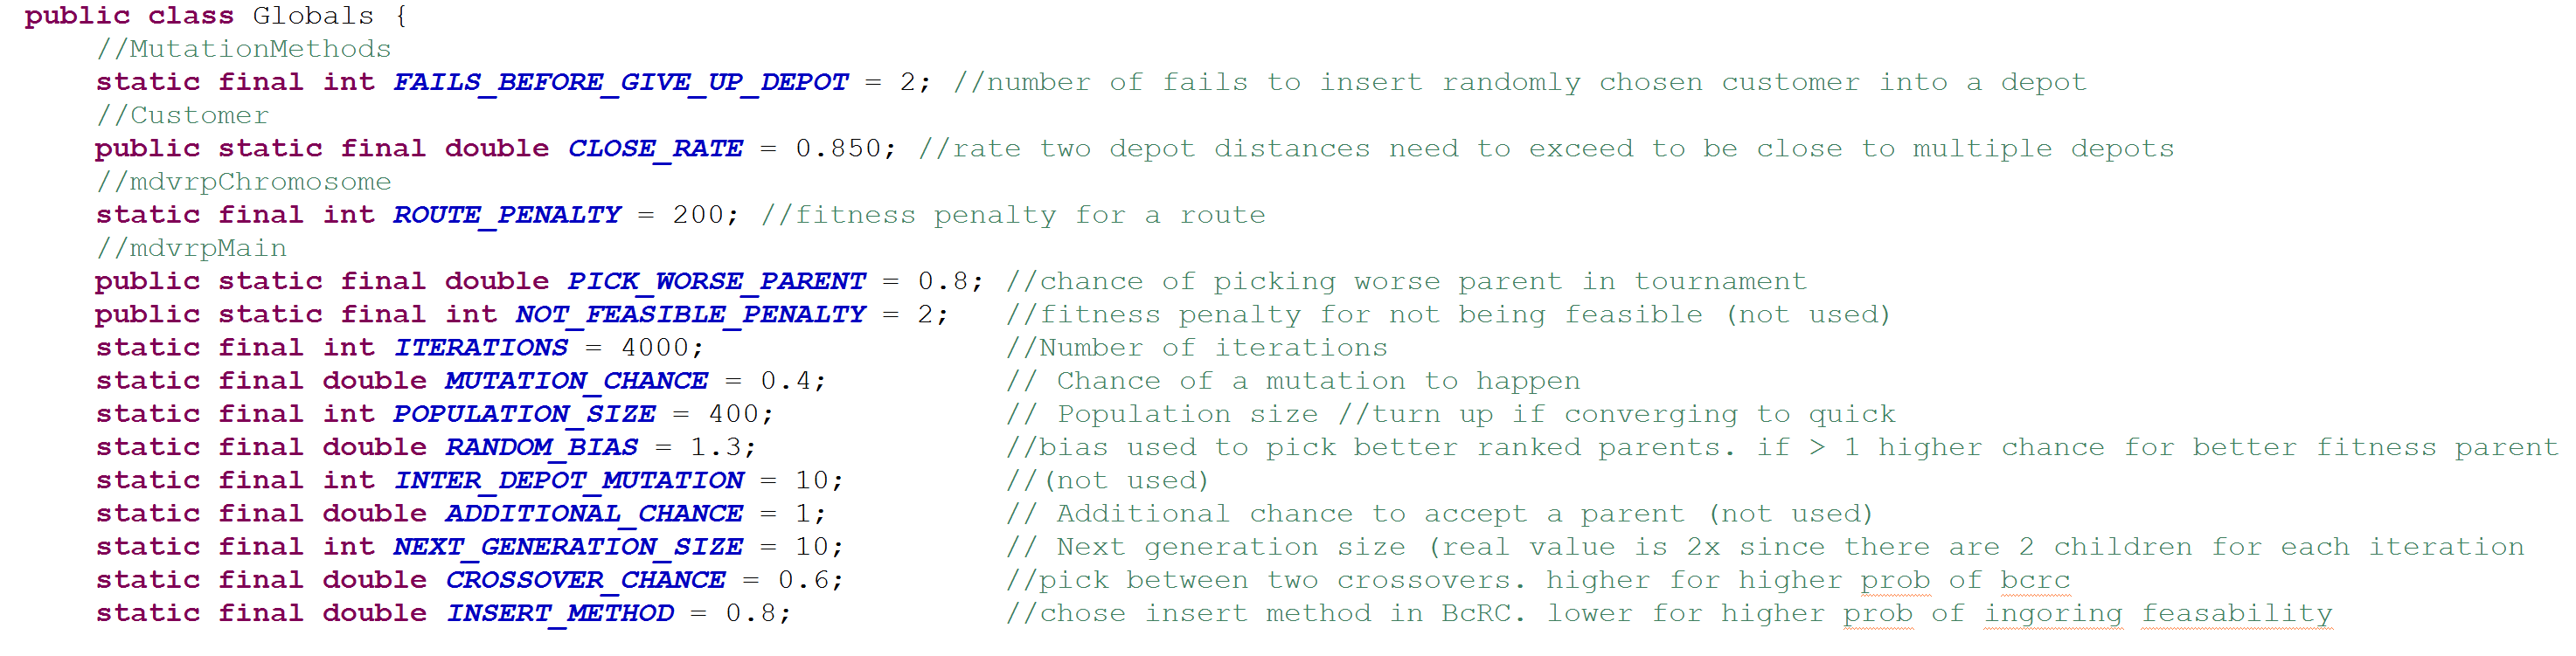 public class Globals {
    //MutationMethods
    static final int FAILS_BEFORE_GIVE_UP_DEPOT = 2; //number of fails to insert randomly chosen customer into a depot
    //Customer
    public static final double CLOSE_RATE = 0.850; //rate two depot distances need to exceed to be close to multiple depots
    //mdvrpChromosome
    static final int ROUTE_PENALTY = 200; //fitness penalty for a route
    //mdvrpMain
    public static final double PICK_WORSE_PARENT = 0.8; //chance of picking worse parent in tournament
    public static final int NOT_FEASIBLE_PENALTY = 2;   //fitness penalty for not being feasible (not used)
    static final int ITERATIONS = 4000;                 //Number of iterations
    static final double MUTATION_CHANCE = 0.4;          // Chance of a mutation to happen
    static final int POPULATION_SIZE = 400;             // Population size //turn up if converging to quick
    static final double RANDOM_BIAS = 1.3;              //bias used to pick better ranked parents. if > 1 higher chance for better fitness parent
    static final int INTER_DEPOT_MUTATION = 10;         //(not used)
    static final double ADDITIONAL_CHANCE = 1;          // Additional chance to accept a parent (not used)
    static final int NEXT_GENERATION_SIZE = 10;         // Next generation size (real value is 2x since there are 2 children for each iteration
    static final double CROSSOVER_CHANCE = 0.6;         //pick between two crossovers. higher for higher prob of bcrc
    static final double INSERT_METHOD = 0.8;            //chose insert method in BcRC. lower for higher prob of ingoring feasability